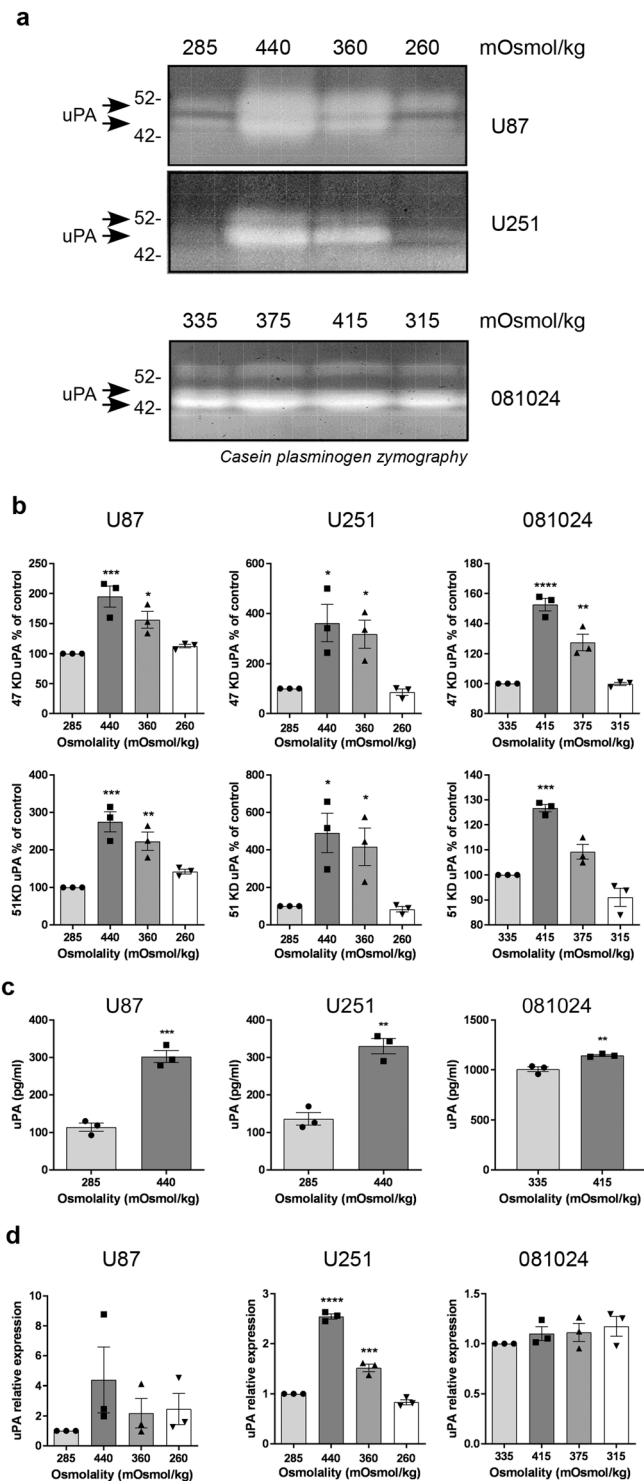 a
285 440 360 260 mOsmol/kg
uPA 52- 42- U87
uPA 52- 42- U251
335 375 415 315 mOsmol/kg
uPA 52- 42- 081024
Casein plasminogen zymography
b
U87 U251 081024
47 KD uPA % of control
250
200
150
100
50
0
*** *
285 440 360 260
Osmolality (mOsmol/kg)
47 KD uPA % of control
600
400
200
0
* *
285 440 360 260
Osmolality (mOsmol/kg)
47 KD uPA % of control
180
160
140
120
100
80
**** **
335 415 375 315
Osmolality (mOsmol/kg)
51KD uPA % of control
400
300
200
100
0
*** **
285 440 360 260
Osmolality (mOsmol/kg)
51 KD uPA % of control
800
600
400
200
0
* *
285 440 360 260
Osmolality (mOsmol/kg)
51 KD uPA % of control
140
130
120
110
100
90
80
***
335 415 375 315
Osmolality (mOsmol/kg)
c
U87 U251 081024
uPA (pg/ml)
400
300
200
100
0
***
285 440
Osmolality (mOsmol/kg)
uPA (pg/ml)
400
300
200
100
0
**
285 440
Osmolality (mOsmol/kg)
uPA (pg/ml)
1500
1000
500
0
**
335 415
Osmolality (mOsmol/kg)
d
U87 U251 081024
uPA relative expression
10
8
6
4
2
0
285 440 360 260
Osmolality (mOsmol/kg)
uPA relative expression
3
2
1
0
**** ***
285 440 360 260
Osmolality (mOsmol/kg)
uPA relative expression
1.5
1.0
0.5
0.0
335 415 375 315
Osmolality (mOsmol/kg)